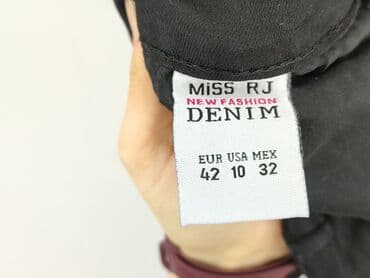 MiSS RJ
NEW FASHION
DENIM
EUR USA MEX
42 10 32